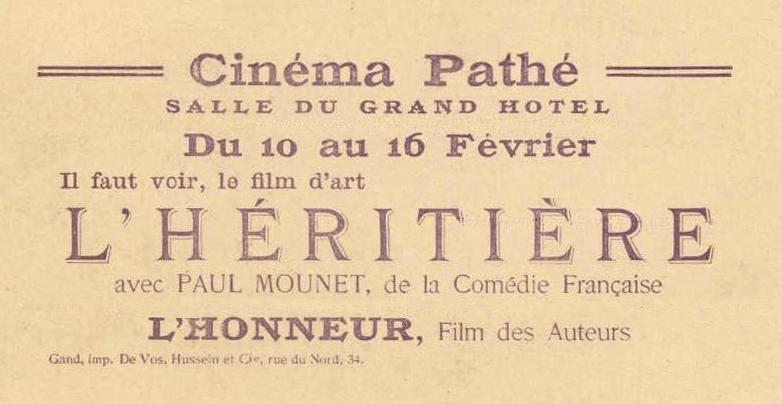 Cinéma Pathé
SALLE DU GRAND HOTEL
Du 10 au 16 Février
Il faut voir, le film d'art
L'HÉRITIÈRE
avec PAUL MOUNET, de la Comédie Française
L'HONNEUR, Film des Auteurs
Gand, imp. De Vos, Hussein et Cie, rue du Nord, 34.